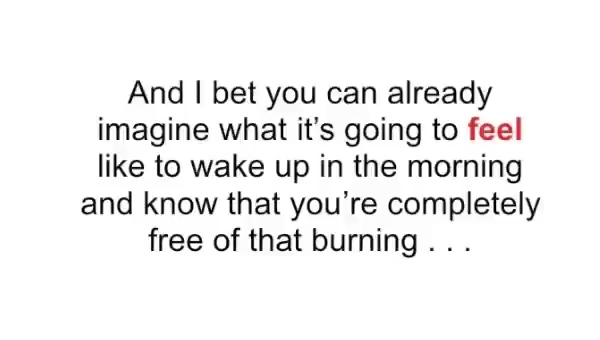 And I bet you can already
imagine what it’s going to feel
like to wake up in the morning
and know that you’re completely
free of that burning . . .